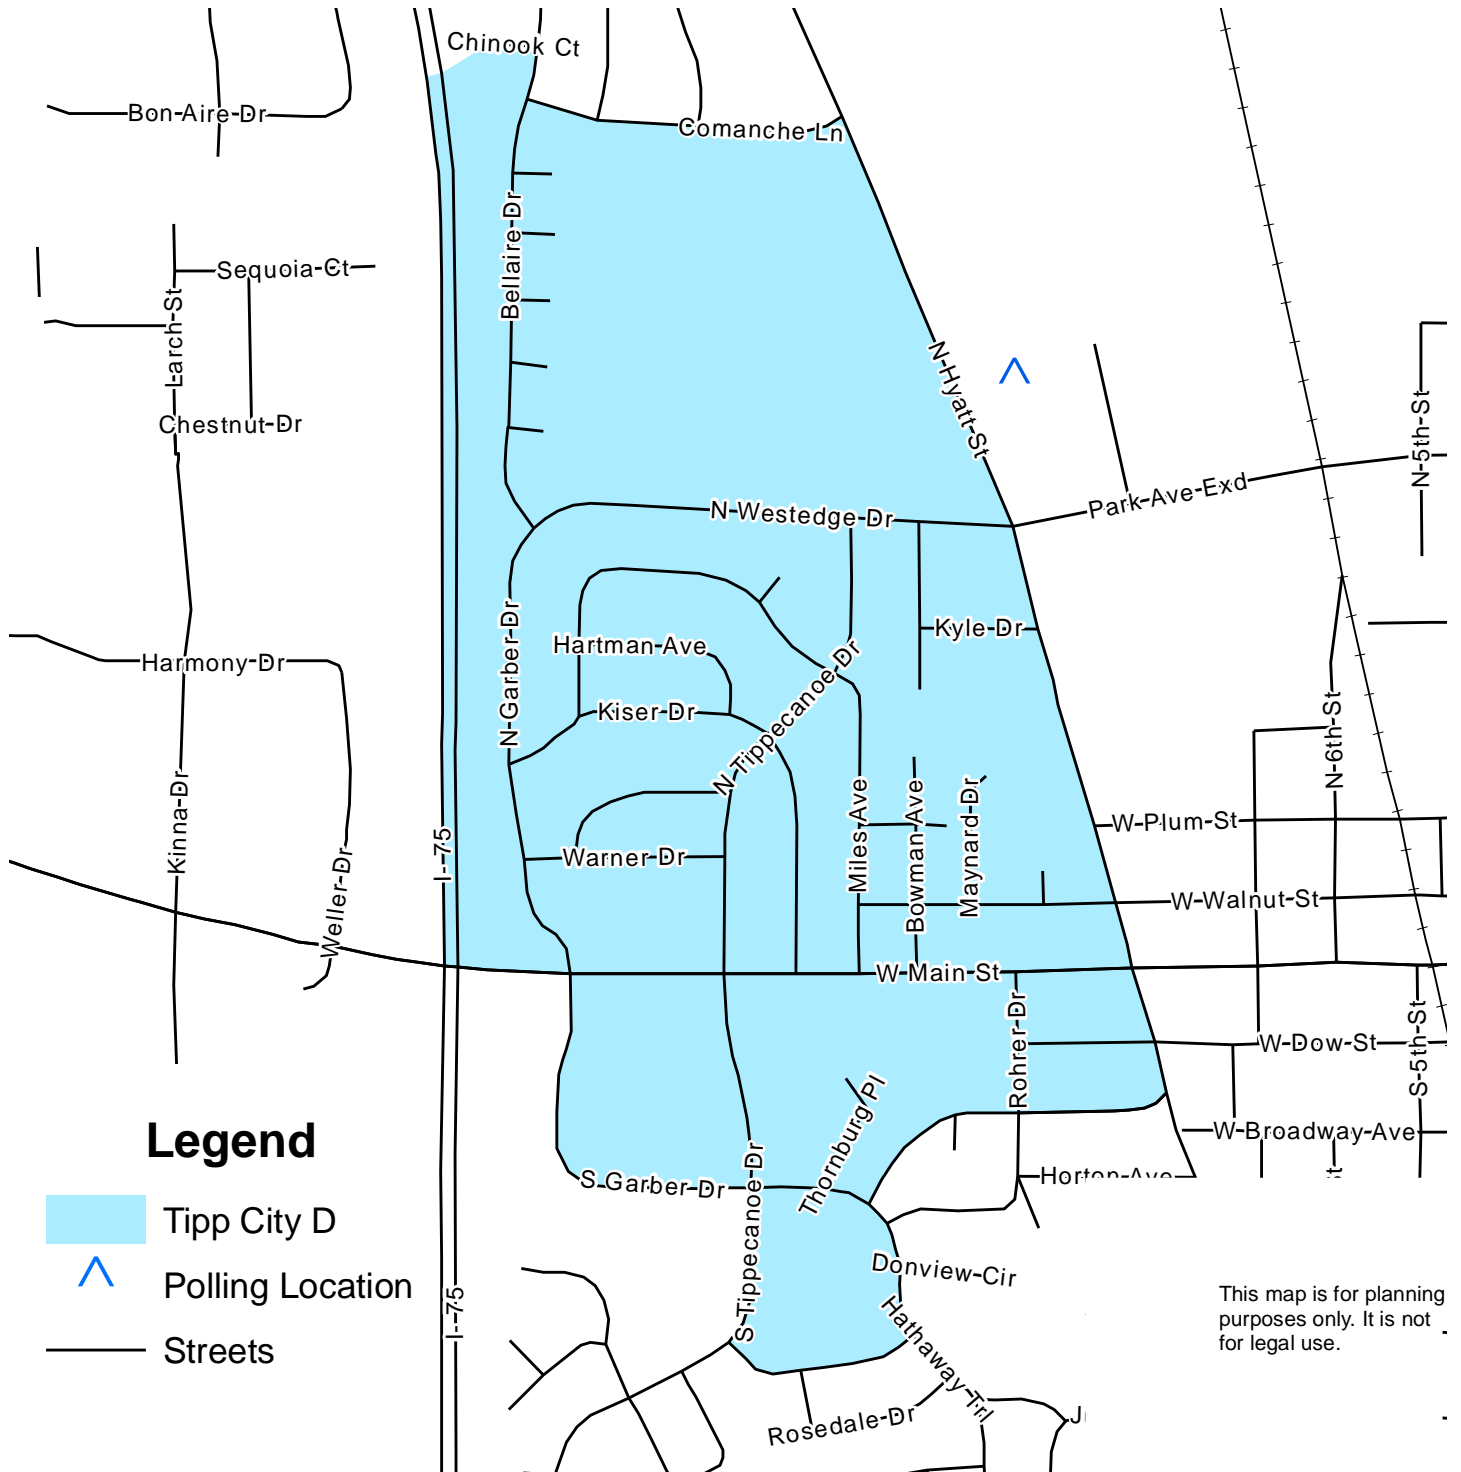 Chinook Ct
Bon Aire Dr
Comanche Ln
Bellaire Dr
Sequoia Ct
Larch St
N Hyatt St
Chestnut Dr
N 5th St
Park Ave Exd
N Westedge Dr
N Garber Dr
Kyle Dr
Hartman Ave
Harmony Dr
Kiser Dr
N Tippecanoe Dr
N 6th St
Kinna Dr
I-75
Miles Ave
Bowman Ave
Maynard Dr
W Plum St
Warner Dr
Weller Dr
W Walnut St
W Main St
Rohrer Dr
W Dow St
S 5th St
Thornburg Pl
W Broadway Ave
Horton Ave
S Garber Dr
S Tippecanoe Dr
Donview Cir
Hathaway Trl
I-75
Rosedale Dr
Legend
Tipp City D
Polling Location
Streets
This map is for planning
purposes only. It is not
for legal use.